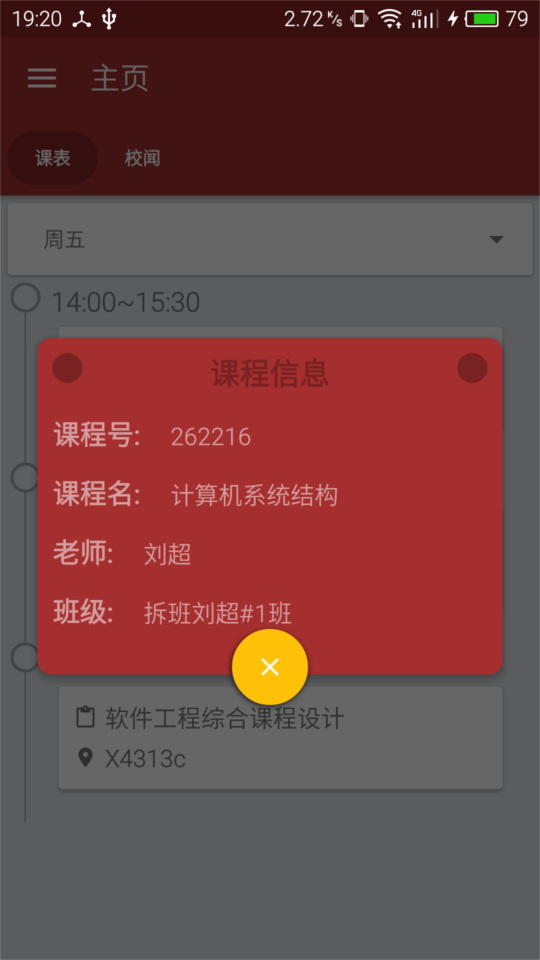 19:20 2.72 K/s 4G 79
主页
课表 校闻
周五
14:00~15:30
课程信息
课程号: 262216
课程名: 计算机系统结构
老师: 刘超
班级: 拆班刘超#1班
软件工程综合课程设计
X4313c